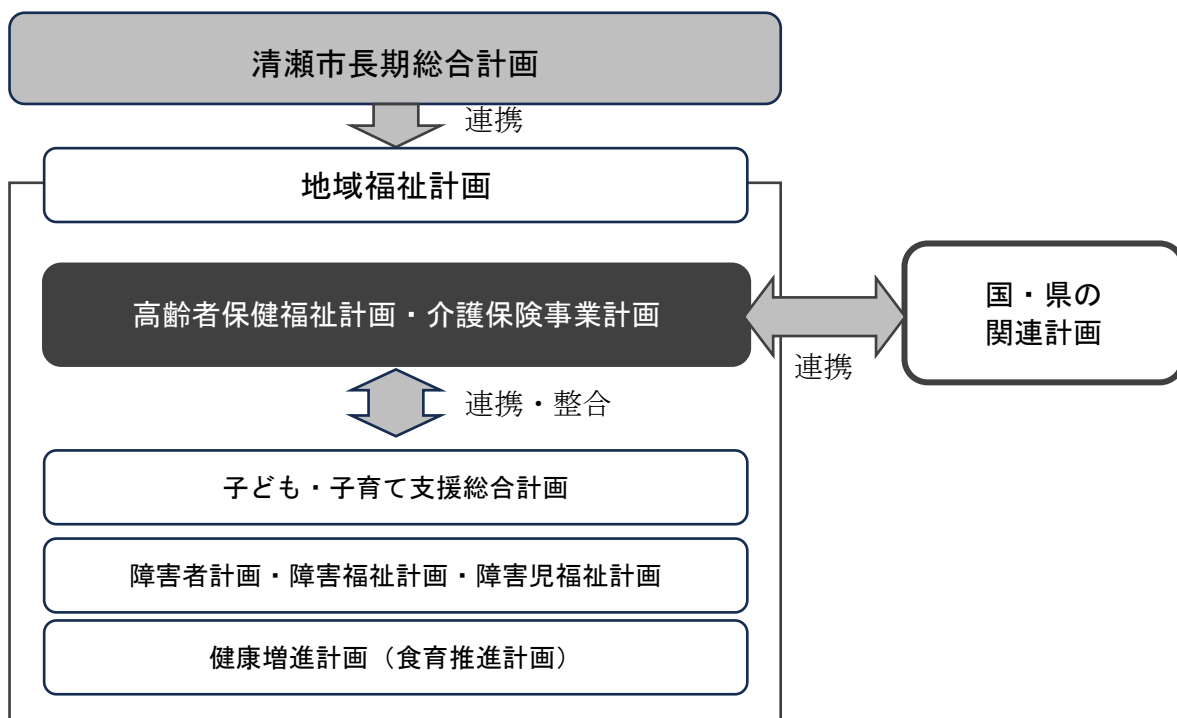 清瀬市長期総合計画
連携
地域福祉計画
高齢者保健福祉計画・介護保険事業計画
国・県の
関連計画
連携
連携・整合
子ども・子育て支援総合計画
障害者計画・障害福祉計画・障害児福祉計画
健康増進計画（食育推進計画）